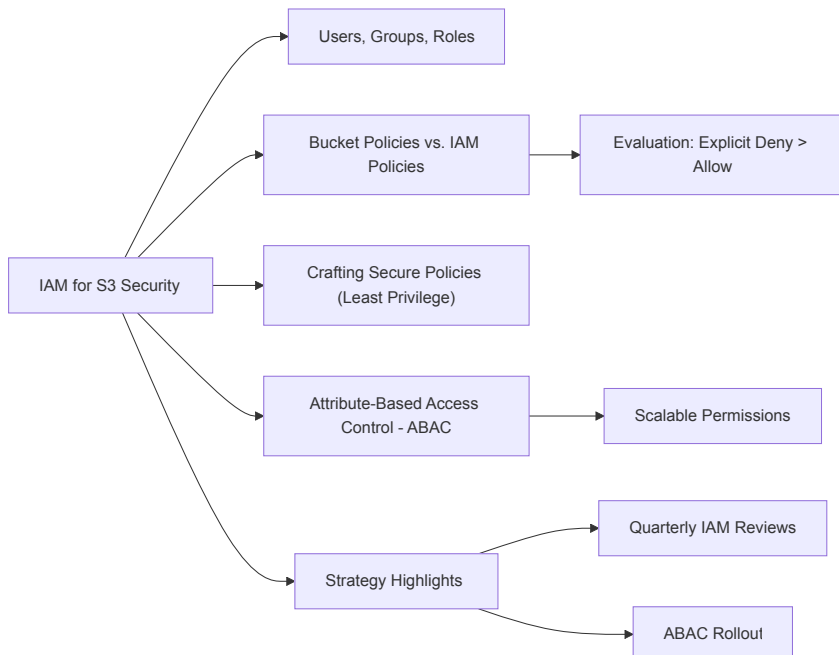 Users, Groups, Roles
Bucket Policies vs. IAM
Policies
Evaluation: Explicit Deny >
Allow
IAM for S3 Security
Crafting Secure Policies
(Least Privilege)
Attribute-Based Access
Control - ABAC
Scalable Permissions
Quarterly IAM Reviews
Strategy Highlights
ABAC Rollout